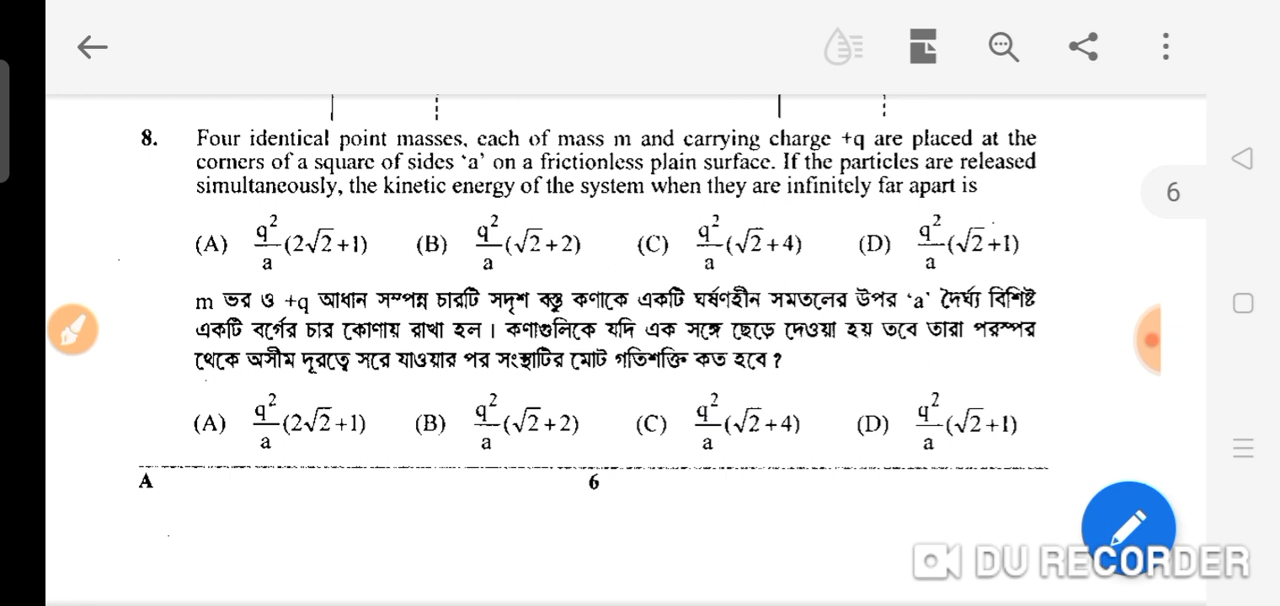 8. Four identical point masses, each of mass m and carrying charge +q are placed at the
corners of a square of sides ‘a’ on a frictionless plain surface. If the particles are released
simultaneously, the kinetic energy of the system when they are infinitely far apart is
6
(A) q²/a (2√2+1) (B) q²/a (√2+2) (C) q²/a (√2+4) (D) q²/a (√2+1)
m ভর ও +q আধান সম্পন্ন চারটি সদৃশ বস্তু কণাকে একটি ঘর্ষণহীন সমতলের উপর ‘a’ দৈর্ঘ্য বিশিষ্ট
একটি বর্গের চার কোণায় রাখা হল। কণাগুলিকে যদি এক সঙ্গে ছেড়ে দেওয়া হয় তবে তারা পরস্পর
থেকে অসীম দূরত্বে সরে যাওয়ার পর সংস্থাটির মোট গতিশক্তি কত হবে ?
(A) q²/a (2√2+1) (B) q²/a (√2+2) (C) q²/a (√2+4) (D) q²/a (√2+1)
A 6
DU RECORDER